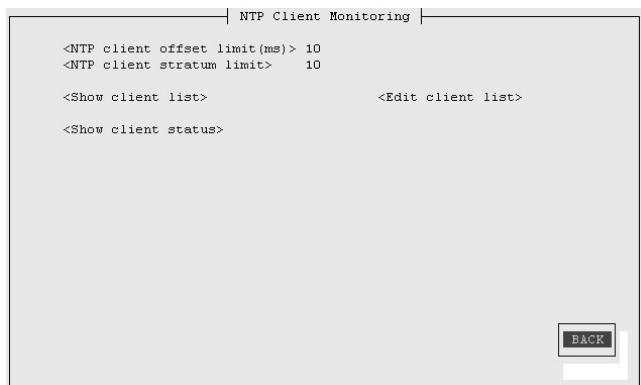 NTP Client Monitoring
<NTP client offset limit(ms)> 10
<NTP client stratum limit> 10
<Show client list> <Edit client list>
<Show client status>
BACK